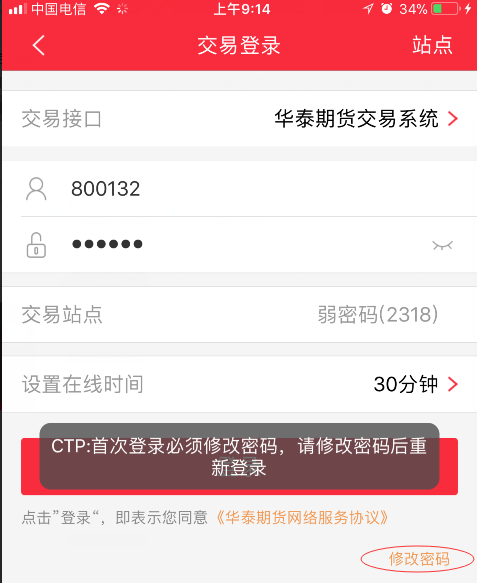 中国电信 上午9:14 34%
交易登录 站点
交易接口 华泰期货交易系统
800132
●●●●●●
交易站点 弱密码(2318)
设置在线时间 30分钟
CTP:首次登录必须修改密码，请修改密码后重
新登录
点击”登录“，即表示您同意《华泰期货网络服务协议》
修改密码